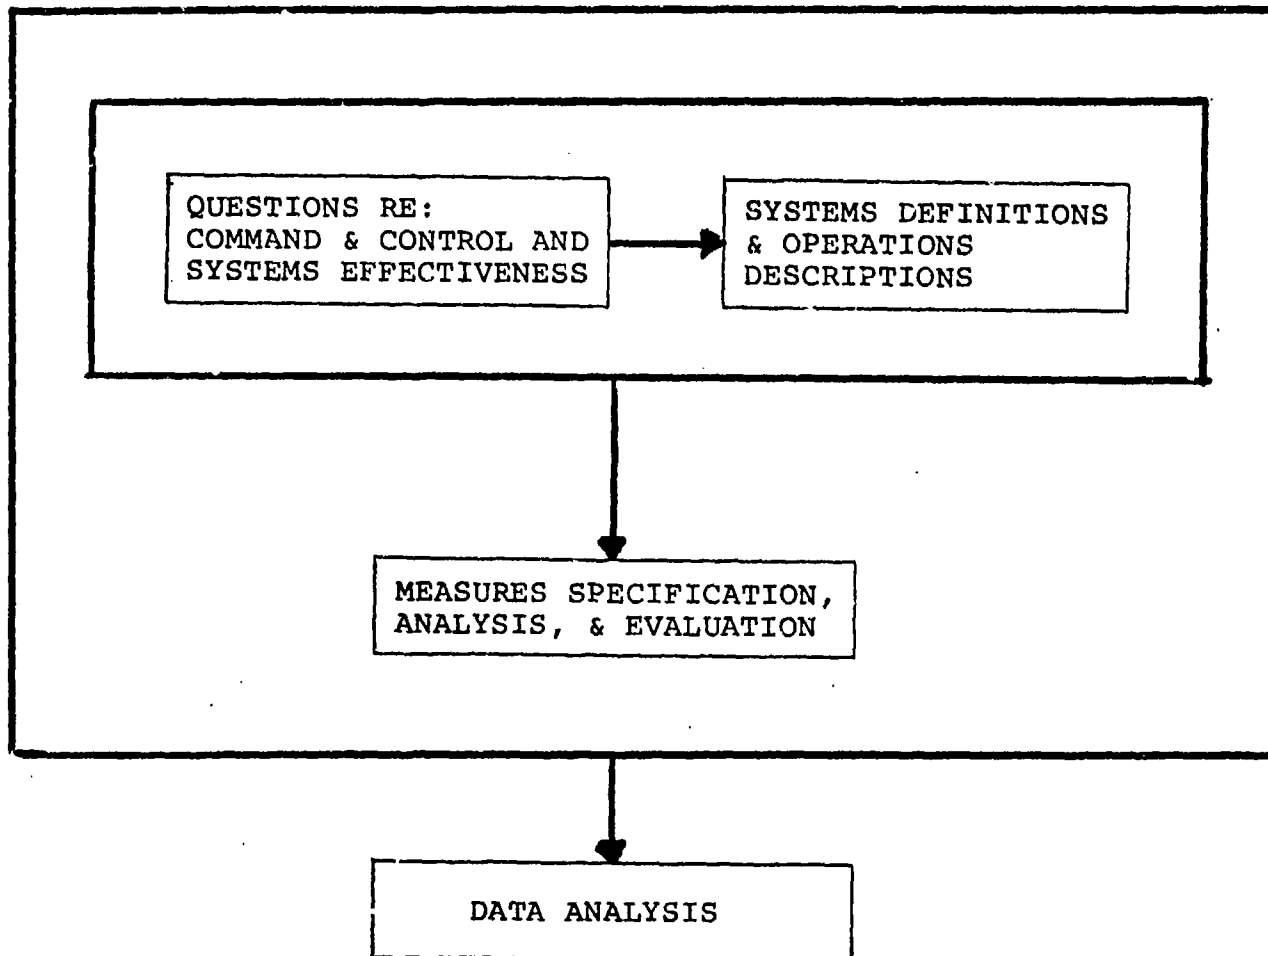 QUESTIONS RE:
COMMAND & CONTROL AND
SYSTEMS EFFECTIVENESS
SYSTEMS DEFINITIONS
& OPERATIONS
DESCRIPTIONS
MEASURES SPECIFICATION,
ANALYSIS, & EVALUATION
DATA ANALYSIS